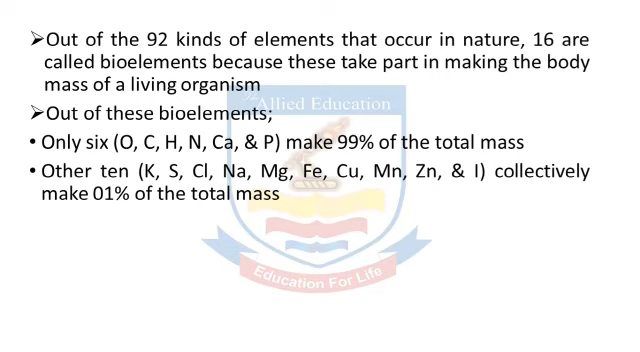 ➢Out of the 92 kinds of elements that occur in nature, 16 are
called bioelements because these take part in making the body
mass of a living organism
➢Out of these bioelements;
• Only six (O, C, H, N, Ca, & P) make 99% of the total mass
• Other ten (K, S, Cl, Na, Mg, Fe, Cu, Mn, Zn, & I) collectively
make 01% of the total mass
The Allied Education
Education For Life